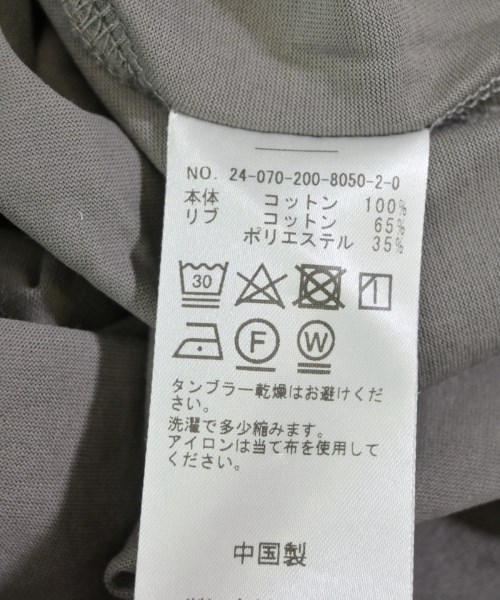 NO. 24-070-200-8050-2-0
本体 コットン 100%
リブ コットン 65%
ポリエステル 35%
30
F W
タンブラー乾燥はお避けくだ
さい。
洗濯で多少縮みます。
アイロンは当て布を使用して
ください。
中国製